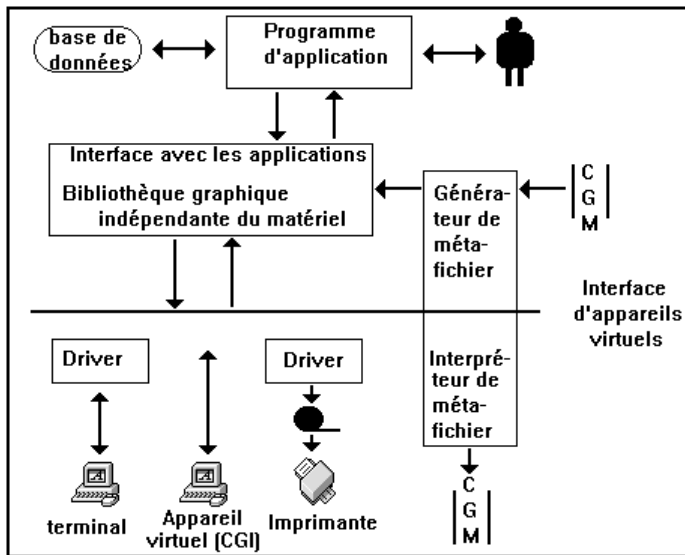 base de
données
Programme
d'application
Interface avec les applications
Bibliothèque graphique
indépendante du matériel
Généra-
teur de
méta-
fichier
C
G
M
Interface
d'appareils
virtuels
Driver
Driver
Interpré-
teur de
méta-
fichier
terminal
Appareil
virtuel (CGI)
Imprimante
C
G
M